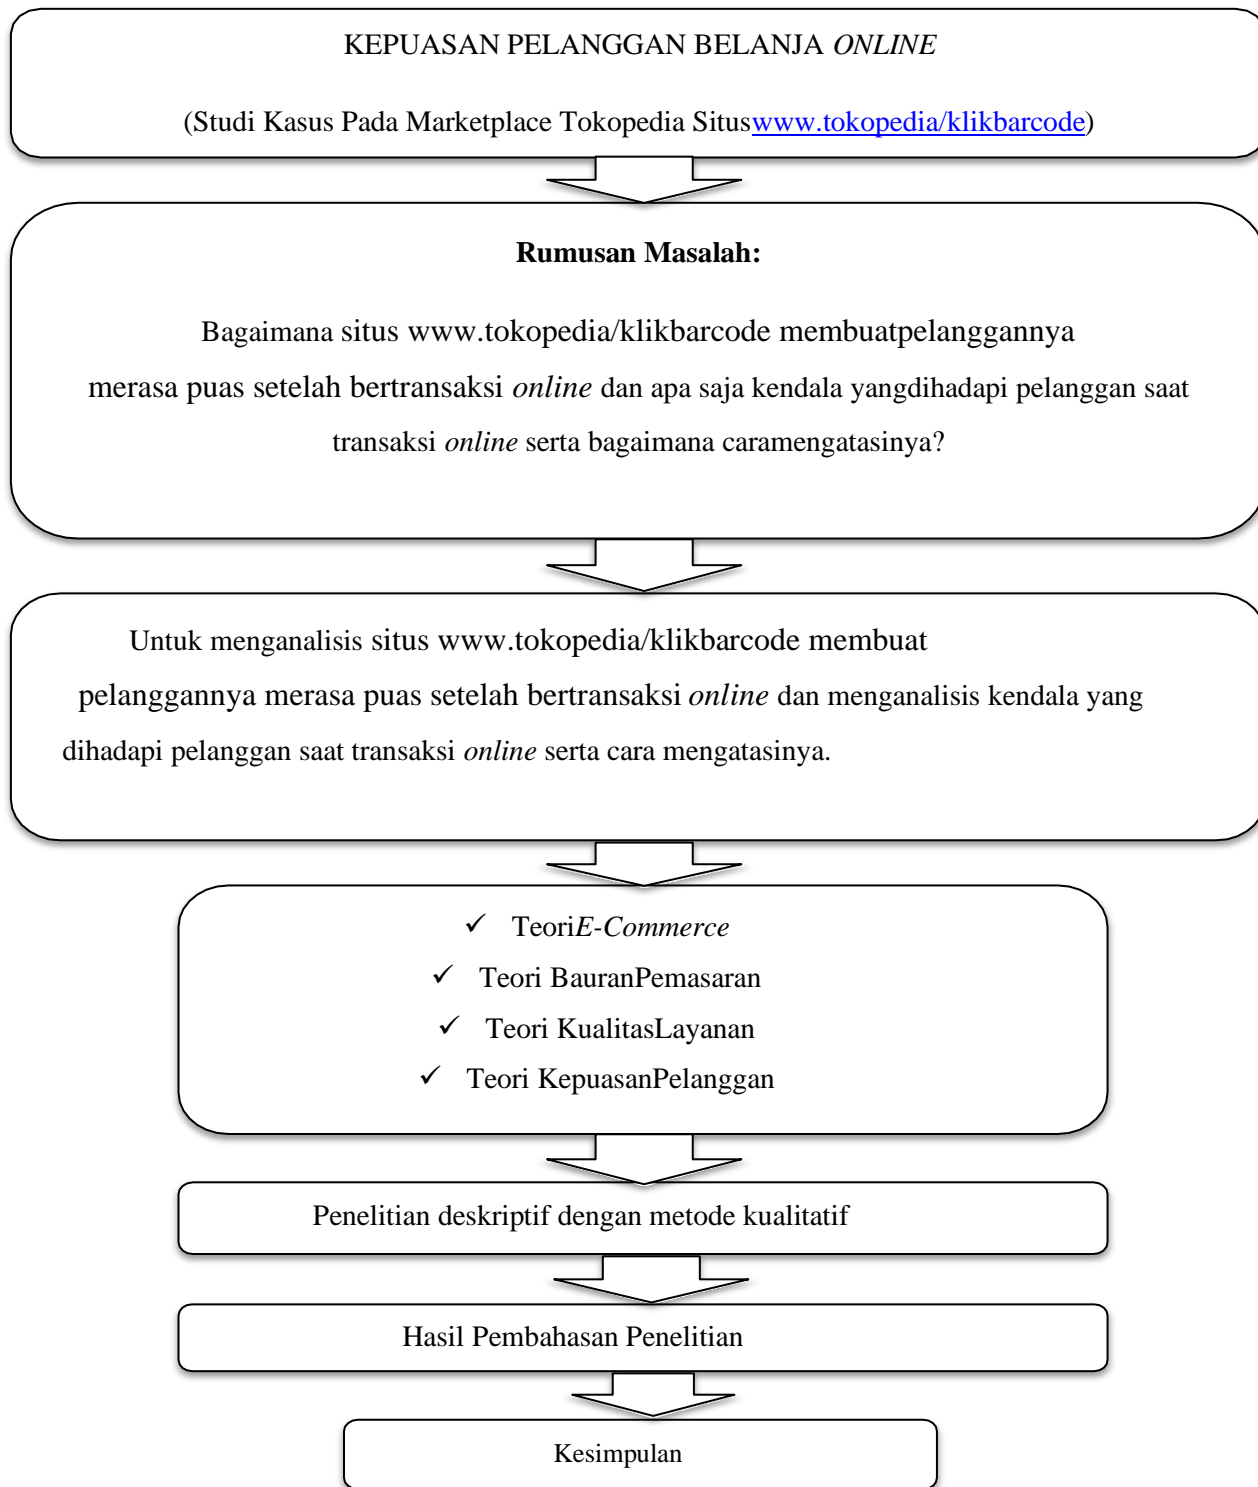 KEPUASAN PELANGGAN BELANJA ONLINE
(Studi Kasus Pada Marketplace Tokopedia Situswww.tokopedia/klikbarcode)
Rumusan Masalah:
Bagaimana situs www.tokopedia/klikbarcode membuatpelanggannya
merasa puas setelah bertransaksi online dan apa saja kendala yangdihadapi pelanggan saat
transaksi online serta bagaimana caramengatasinya?
Untuk menganalisis situs www.tokopedia/klikbarcode membuat
pelanggannya merasa puas setelah bertransaksi online dan menganalisis kendala yang
dihadapi pelanggan saat transaksi online serta cara mengatasinya.
✓ TeoriE-Commerce
✓ Teori BauranPemasaran
✓ Teori KualitasLayanan
✓ Teori KepuasanPelanggan
Penelitian deskriptif dengan metode kualitatif
Hasil Pembahasan Penelitian
Kesimpulan